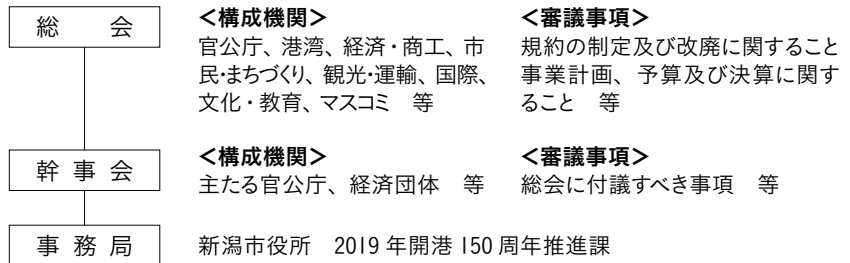 総会
<構成機関>
官公庁、港湾、経済・商工、市
民・まちづくり、観光・運輸、国際、
文化・教育、マスコミ　等
<審議事項>
規約の制定及び改廃に関すること
事業計画、予算及び決算に関す
ること　等
幹事会
<構成機関>
主たる官公庁、経済団体　等
<審議事項>
総会に付議すべき事項　等
事務局
新潟市役所　2019年開港150周年推進課